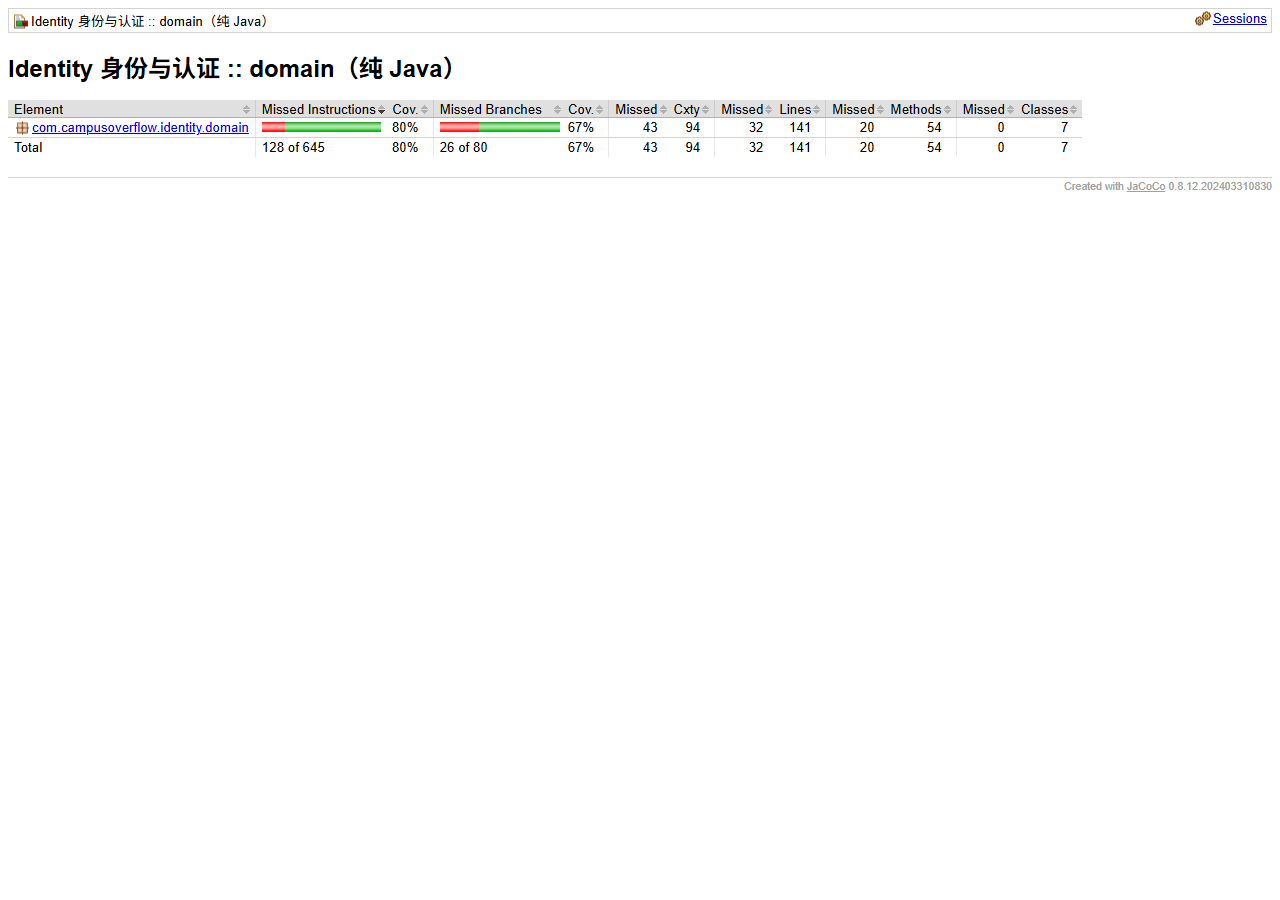 Identity 身份与认证 :: domain（纯 Java） Sessions
Identity 身份与认证 :: domain（纯 Java）
Element Missed Instructions Cov. Missed Branches Cov. Missed Cxty Missed Lines Missed Methods Missed Classes
com.campusoverflow.identity.domain 80% 67% 43 94 32 141 20 54 0 7
Total 128 of 645 80% 26 of 80 67% 43 94 32 141 20 54 0 7
Created with JaCoCo 0.8.12.202403310830